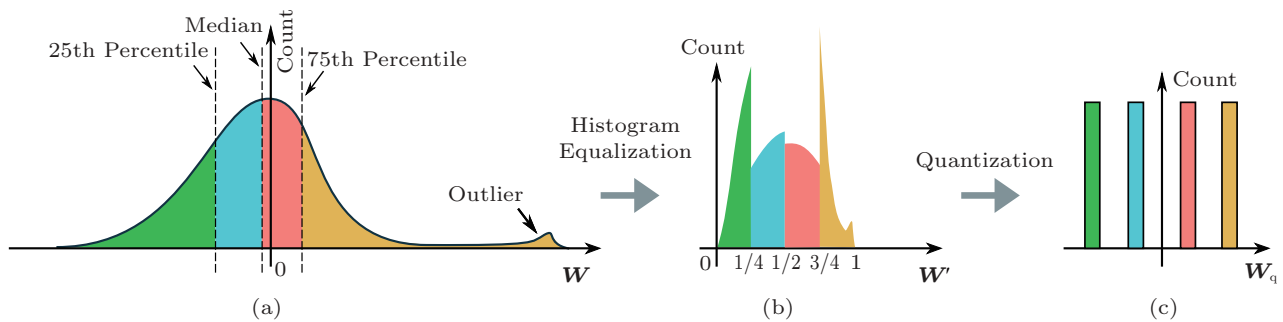 Median
25th Percentile
Count
75th Percentile
Outlier
0
W
(a)
Histogram
Equalization
Count
0
1/4
1/2
3/4
1
W'
(b)
Quantization
Count
W_q
(c)